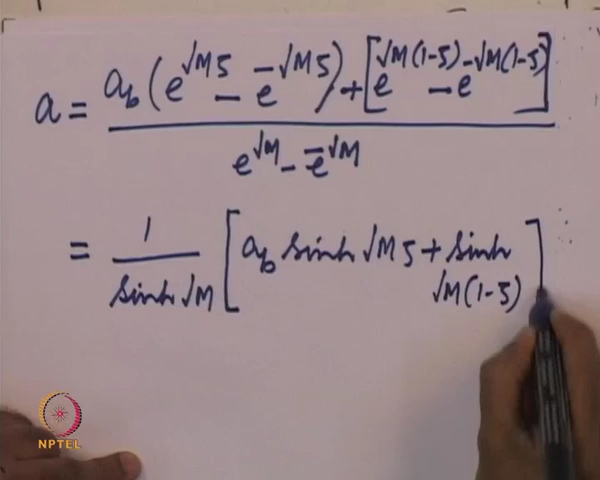 a = a_b (e^{√M ζ} - e^{-√M ζ}) + [e^{√M(1-ζ)} - e^{-√M(1-ζ)}] / e^{√M} - e^{-√M}
= 1 / sinh √M [a_b sinh √M ζ + sinh √M(1-ζ)]
NPTEL